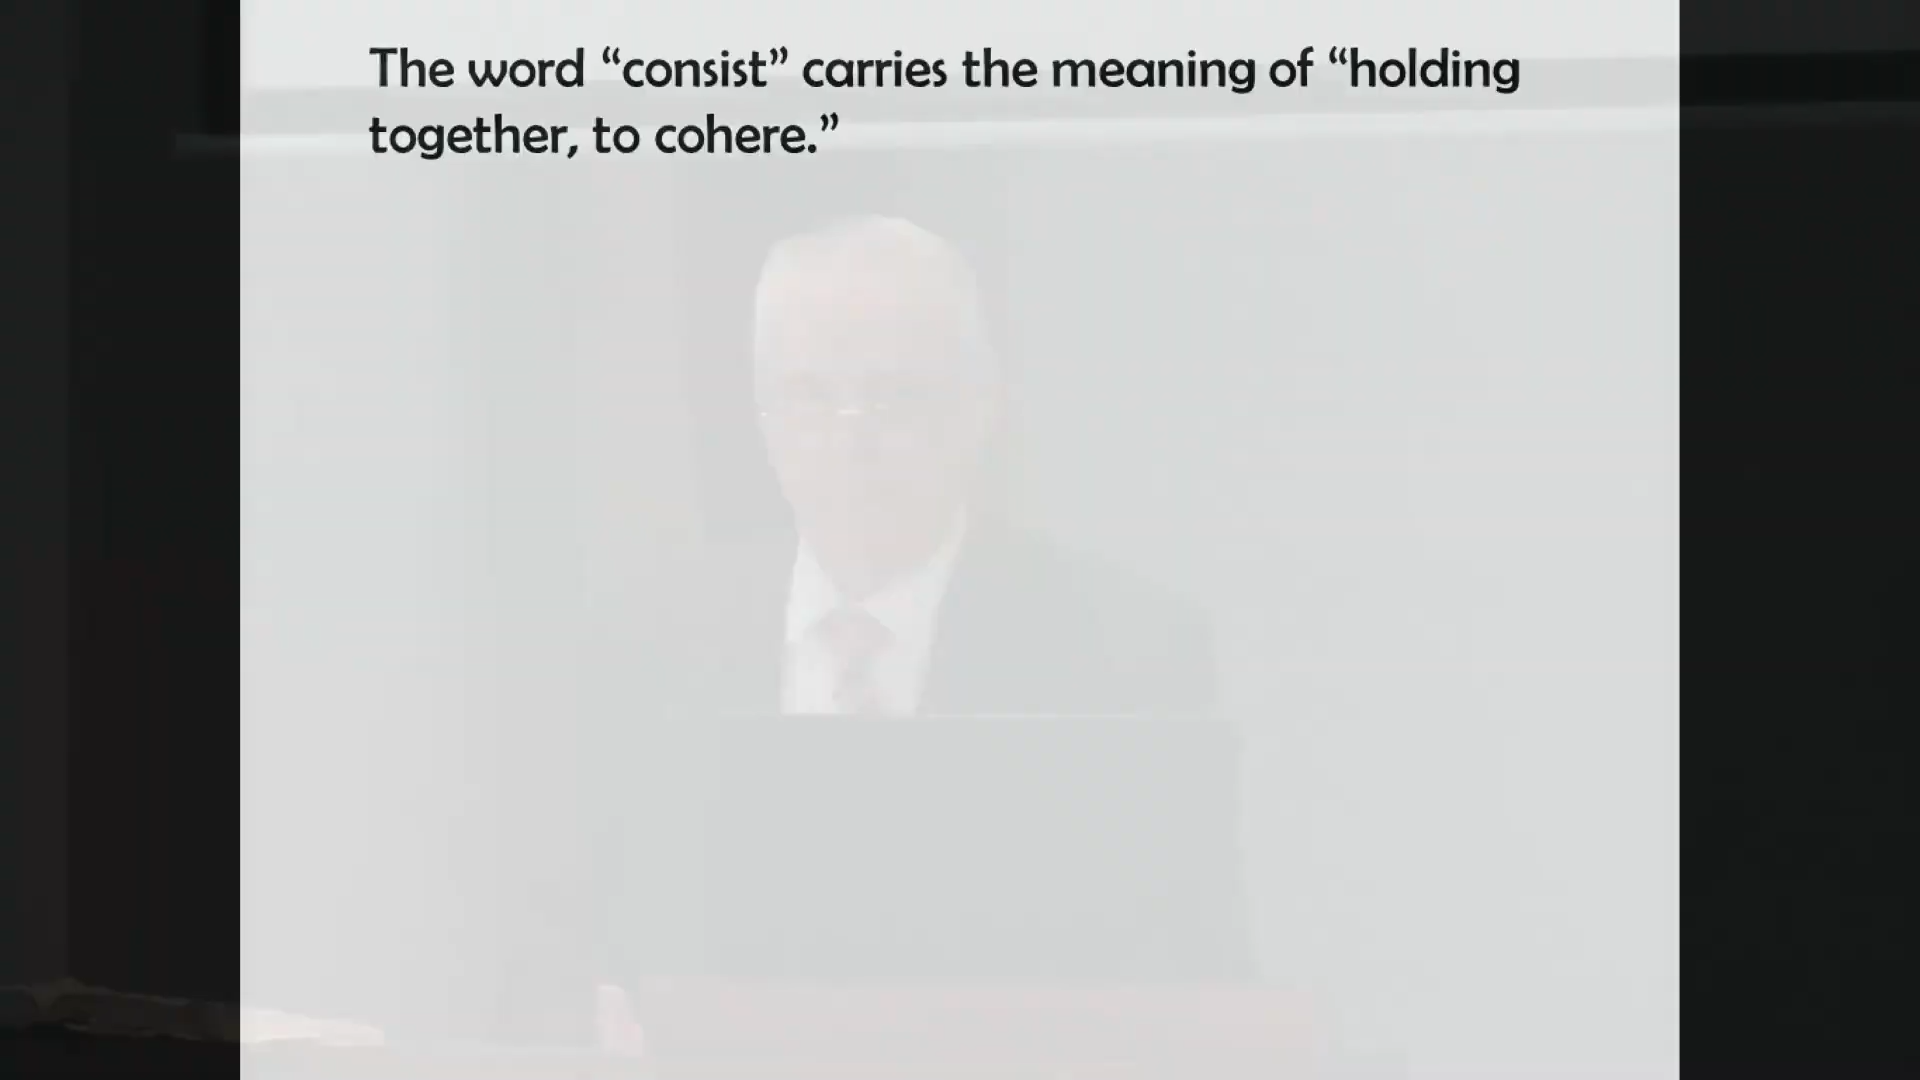 The word “consist” carries the meaning of “holding
together, to cohere.”